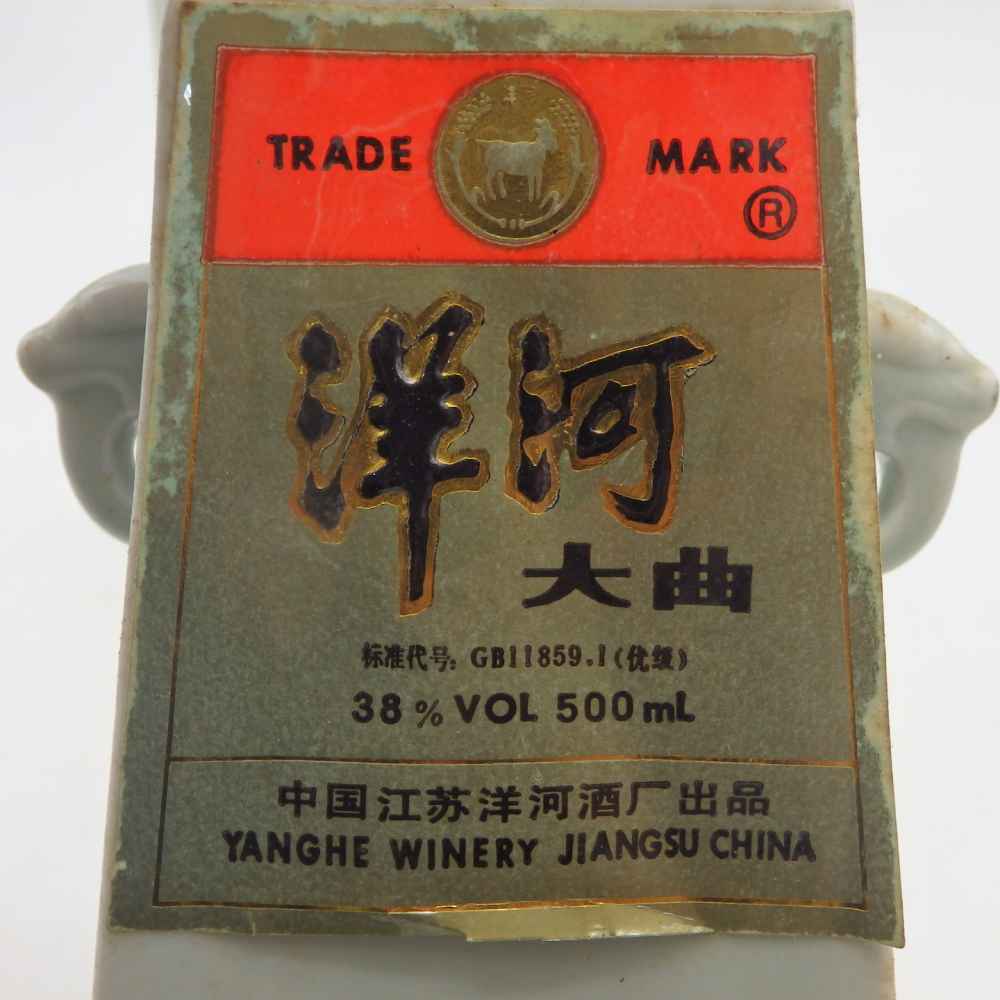 TRADE MARK
®
洋河
大曲
标准代号: GB11859.1(优级)
38% VOL 500mL
中国江苏洋河酒厂出品
YANGHE WINERY JIANGSU CHINA